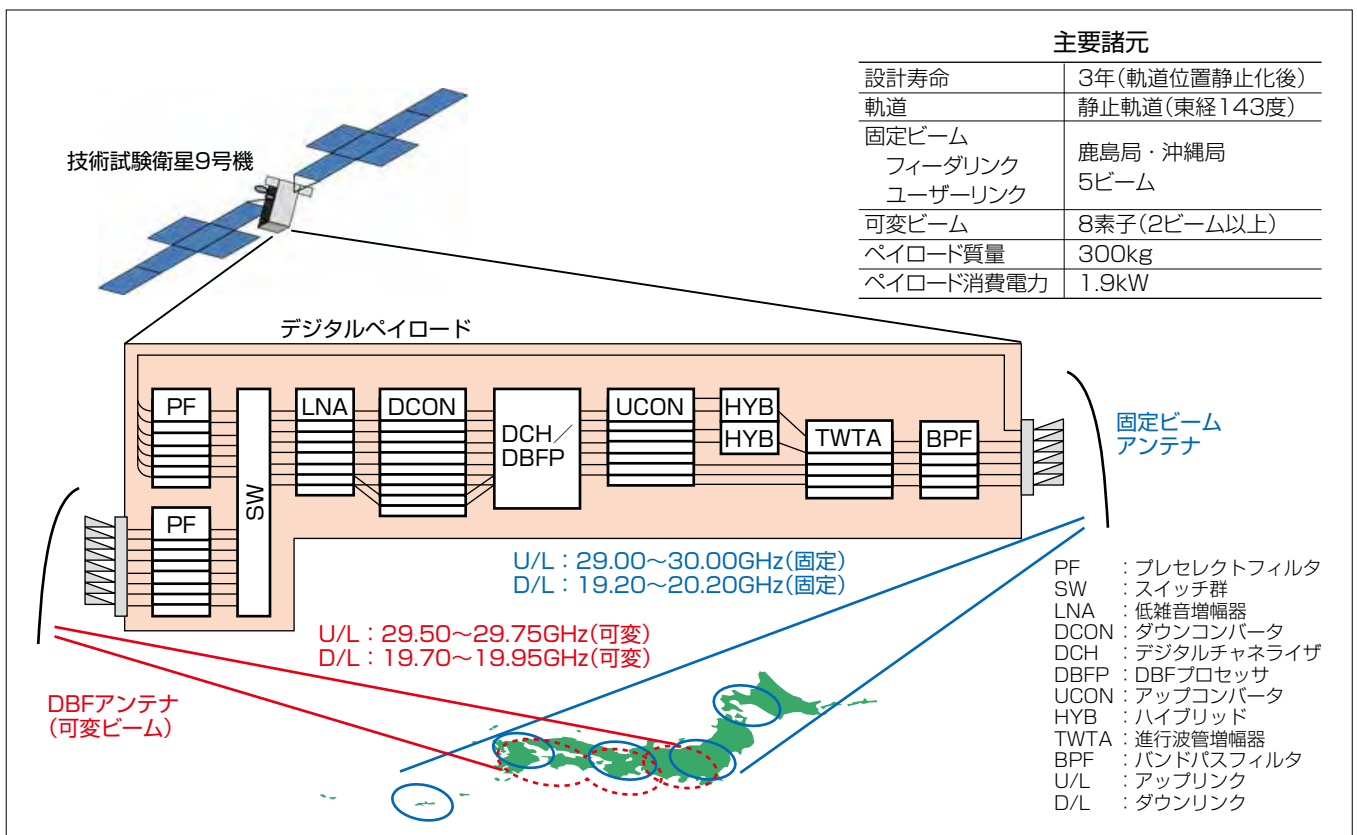 主要諸元
設計寿命 3年(軌道位置静止化後)
軌道 静止軌道(東経143度)
固定ビーム
フィーダリンク 鹿島局・沖縄局
ユーザーリンク 5ビーム
可変ビーム 8素子(2ビーム以上)
ペイロード質量 300kg
ペイロード消費電力 1.9kW
技術試験衛星9号機
デジタルペイロード
PF
LNA
DCON
UCON
HYB
HYB
DCH/
DBFP
TWTA
BPF
SW
PF
固定ビーム
アンテナ
U/L:29.00~30.00GHz(固定)
D/L:19.20~20.20GHz(固定)
U/L:29.50~29.75GHz(可変)
D/L:19.70~19.95GHz(可変)
DBFアンテナ
(可変ビーム)
PF :プレセレクトフィルタ
SW :スイッチ群
LNA :低雑音増幅器
DCON :ダウンコンバータ
DCH :デジタルチャネライザ
DBFP :DBFプロセッサ
UCON :アップコンバータ
HYB :ハイブリッド
TWTA :進行波管増幅器
BPF :バンドパスフィルタ
U/L :アップリンク
D/L :ダウンリンク